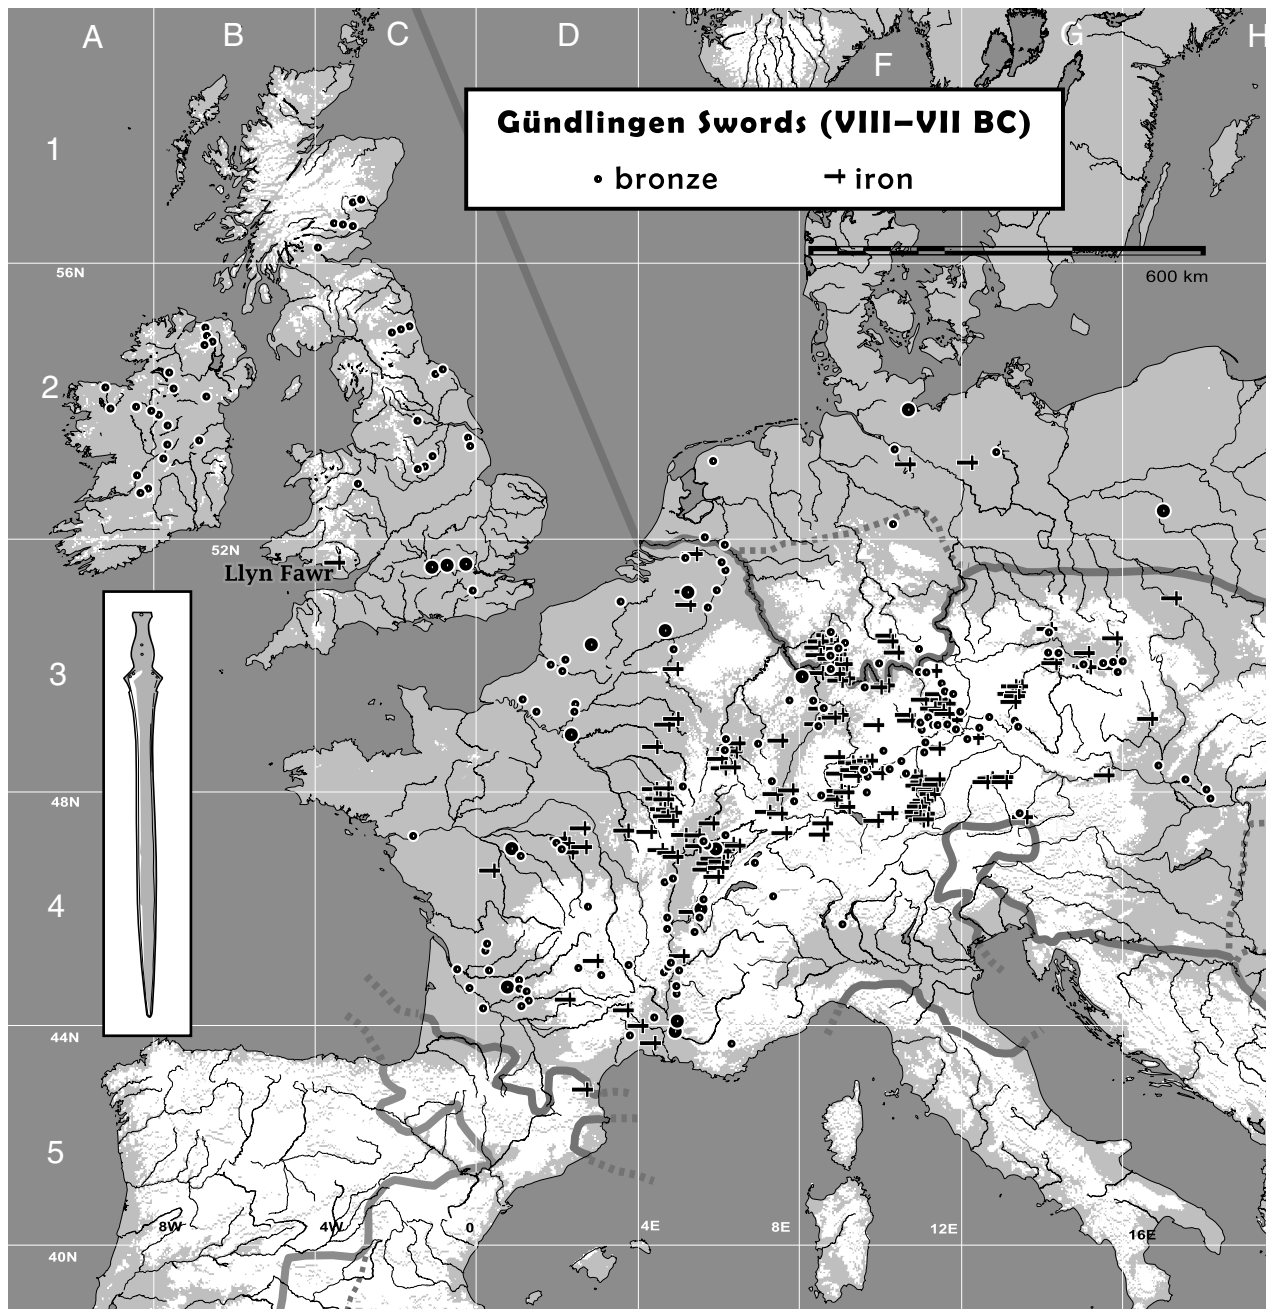 A B C D F G H
Gündlingen Swords (VIII–VII BC)
bronze iron
1
56N
600 km
2
52N
Llyn Fawr
3
48N
4
44N
5
8W 4W 0 4E 8E 12E 16E
40N